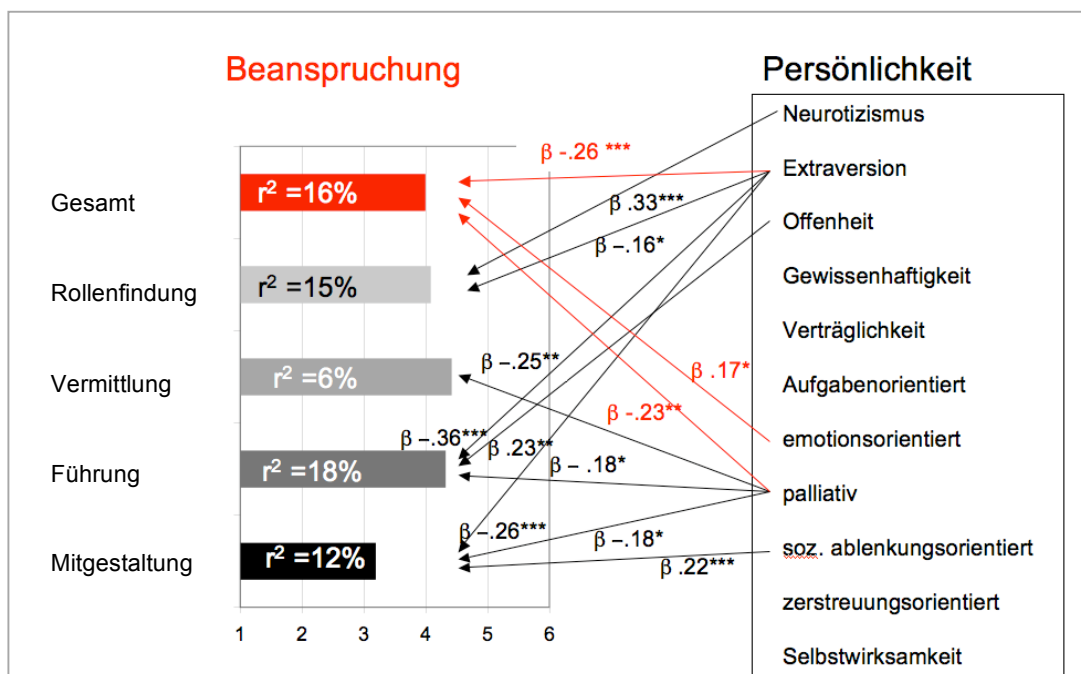 Beanspruchung
Persönlichkeit
Gesamt
Rollenfindung
Vermittlung
Führung
Mitgestaltung
r² =16%
r² =15%
r² =6%
r² =18%
r² =12%
1 2 3 4 5 6
β -.26 ***
β .33***
β –.16*
β –.25**
β .17*
β -.23**
β –.36***
β .23**
β – .18*
β –.26***
β –.18*
β .22***
Neurotizismus
Extraversion
Offenheit
Gewissenhaftigkeit
Verträglichkeit
Aufgabenorientiert
emotionsorientiert
palliativ
soz. ablenkungsorientiert
zerstreuungsorientiert
Selbstwirksamkeit